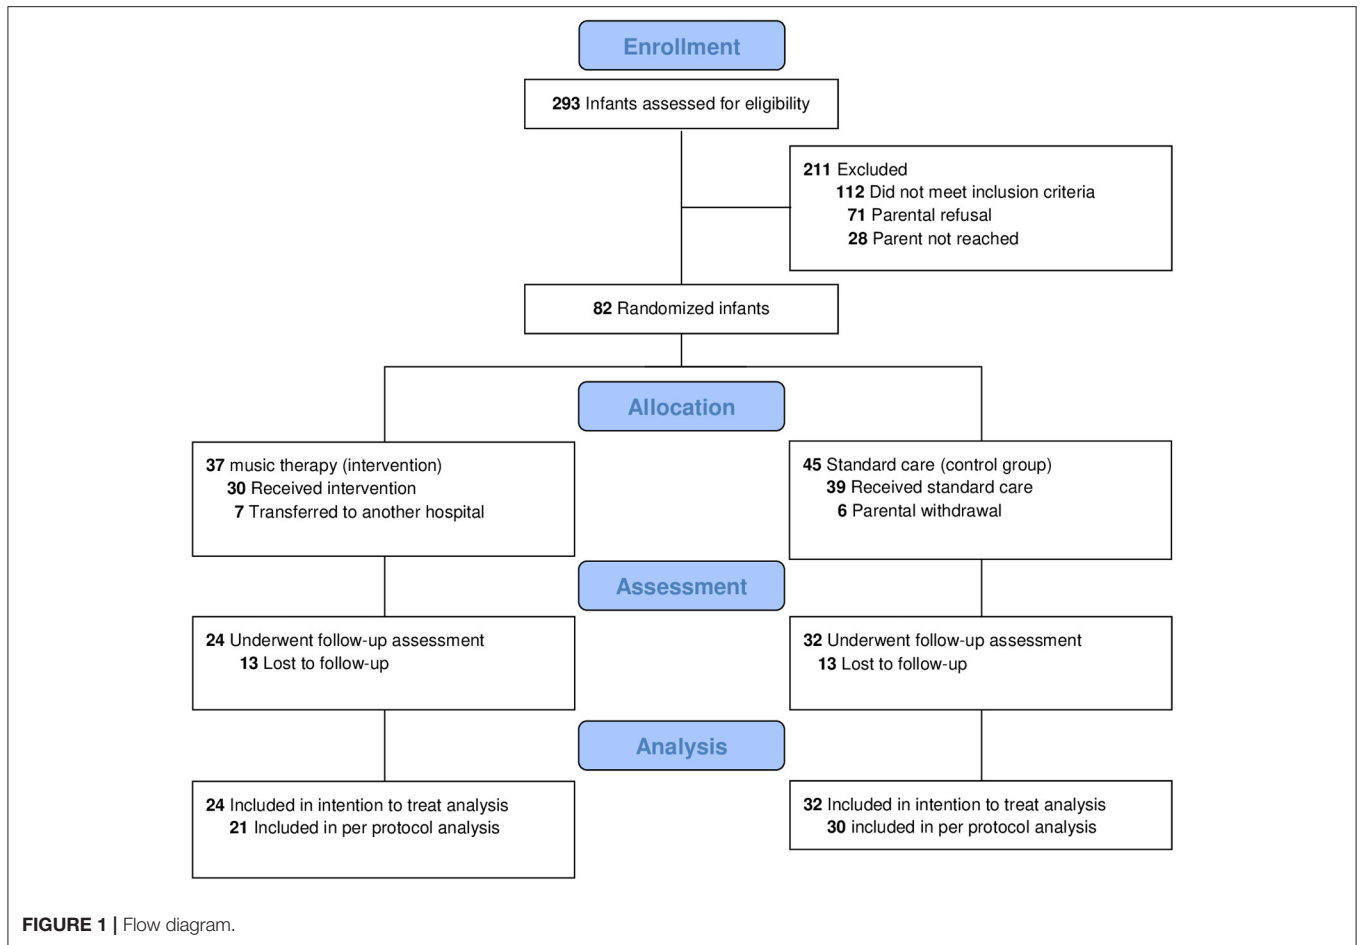 Enrollment
293 Infants assessed for eligibility
211 Excluded
112 Did not meet inclusion criteria
71 Parental refusal
28 Parent not reached
82 Randomized infants
Allocation
37 music therapy (intervention)
30 Received intervention
7 Transferred to another hospital
45 Standard care (control group)
39 Received standard care
6 Parental withdrawal
Assessment
24 Underwent follow-up assessment
13 Lost to follow-up
32 Underwent follow-up assessment
13 Lost to follow-up
Analysis
24 Included in intention to treat analysis
21 Included in per protocol analysis
32 Included in intention to treat analysis
30 included in per protocol analysis
FIGURE 1 | Flow diagram.